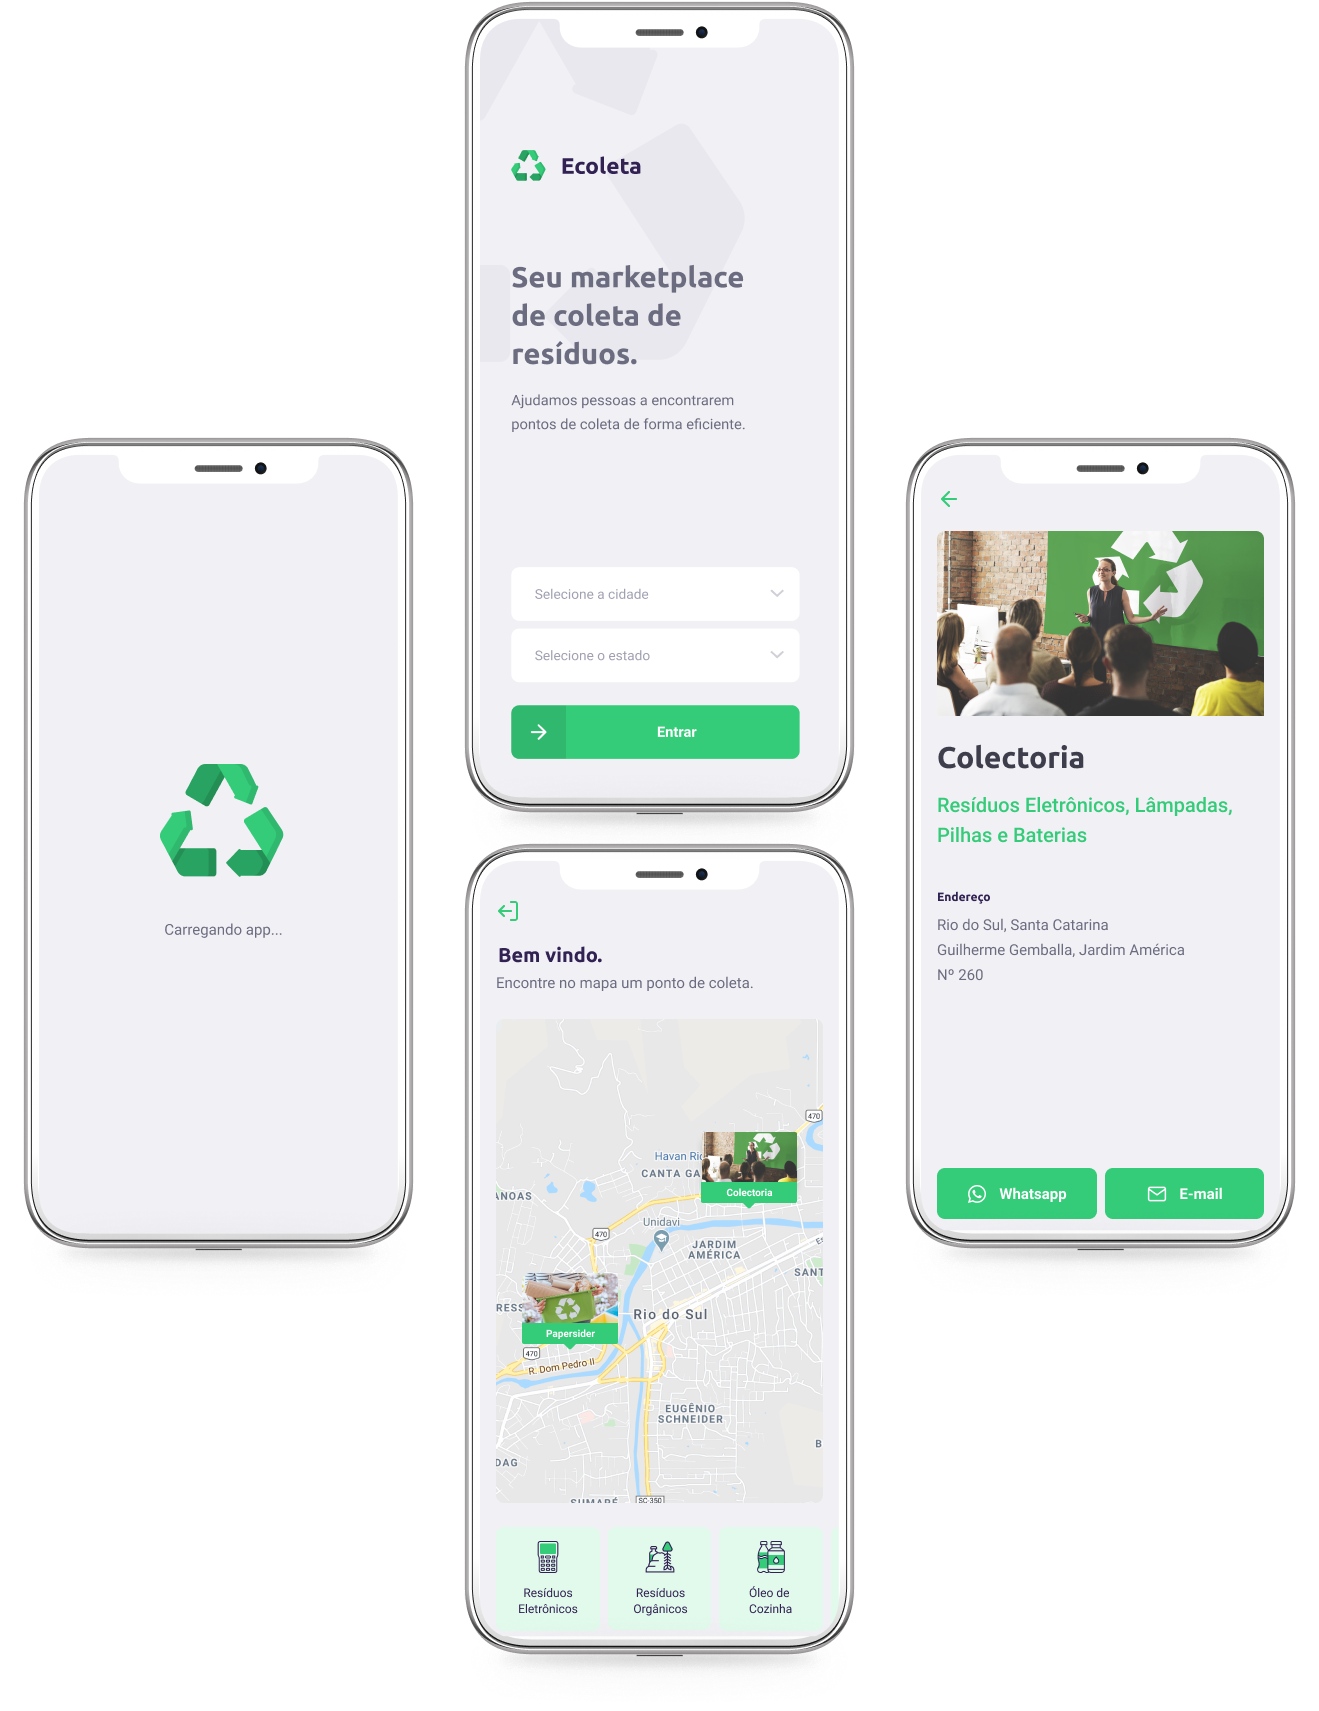 Ecoleta
Seu marketplace
de coleta de
resíduos.
Ajudamos pessoas a encontrarem
pontos de coleta de forma eficiente.
Selecione a cidade
Selecione o estado
Entrar
Carregando app...
Bem vindo.
Encontre no mapa um ponto de coleta.
470
Havan Rio
CANTA GA
Colectoria
ANOAS
Unidavi
470
JARDIM
AMÉRICA
ES
SANT
RESS
Rio do Sul
Papersider
470
R. Dom Pedro II
EUGÊNIO
SCHNEIDER
B
DAG
SUMARÉ
SC-350
Resíduos
Eletrônicos
Resíduos
Orgânicos
Óleo de
Cozinha
Colectoria
Resíduos Eletrônicos, Lâmpadas,
Pilhas e Baterias
Endereço
Rio do Sul, Santa Catarina
Guilherme Gemballa, Jardim América
Nº 260
Whatsapp
E-mail